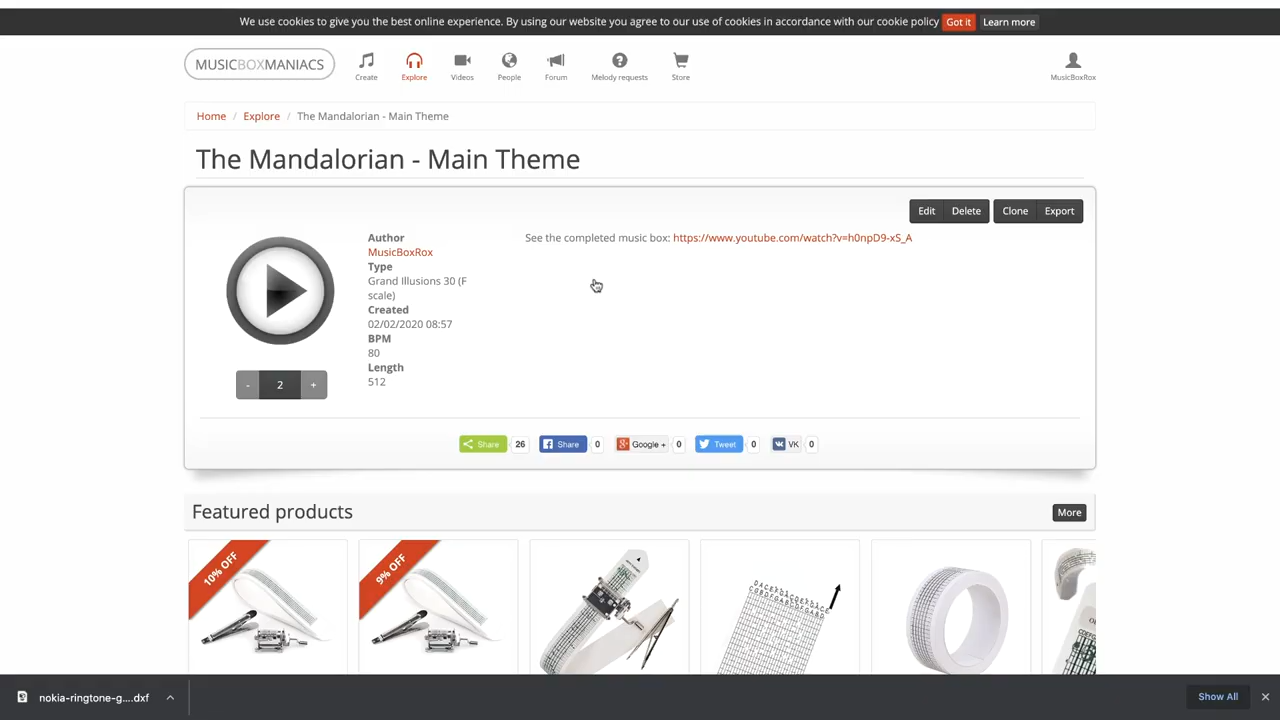 We use cookies to give you the best online experience. By using our website you agree to our use of cookies in accordance with our cookie policy Got it Learn more
MUSICBOXMANIACS
Create Explore Videos People Forum Melody requests Store MusicBoxRox
Home / Explore / The Mandalorian - Main Theme
The Mandalorian - Main Theme
Edit Delete Clone Export
Author
MusicBoxRox
Type
Grand Illusions 30 (F
scale)
Created
02/02/2020 08:57
BPM
80
Length
512
See the completed music box: https://www.youtube.com/watch?v=h0npD9-xS_A
- 2 +
Share 26 Share 0 Google + 0 Tweet 0 VK 0
Featured products More
10% OFF
9% OFF
nokia-ringtone-g....dxf Show All